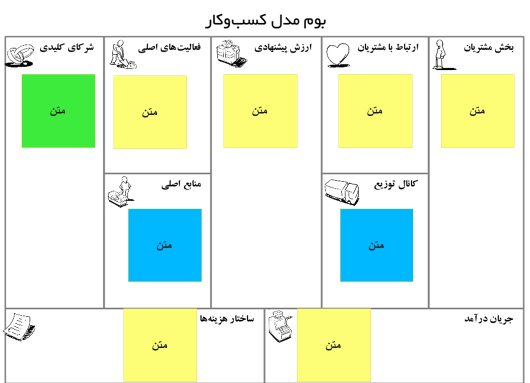 بوم مدل کسب‌وکار
بخش مشتریان
متن
ارتباط با مشتریان
متن
کانال توزیع
متن
ارزش پیشنهادی
متن
فعالیت‌های اصلی
متن
منابع اصلی
متن
شرکای کلیدی
متن
جریان درآمد
متن
ساختار هزینه‌ها
متن